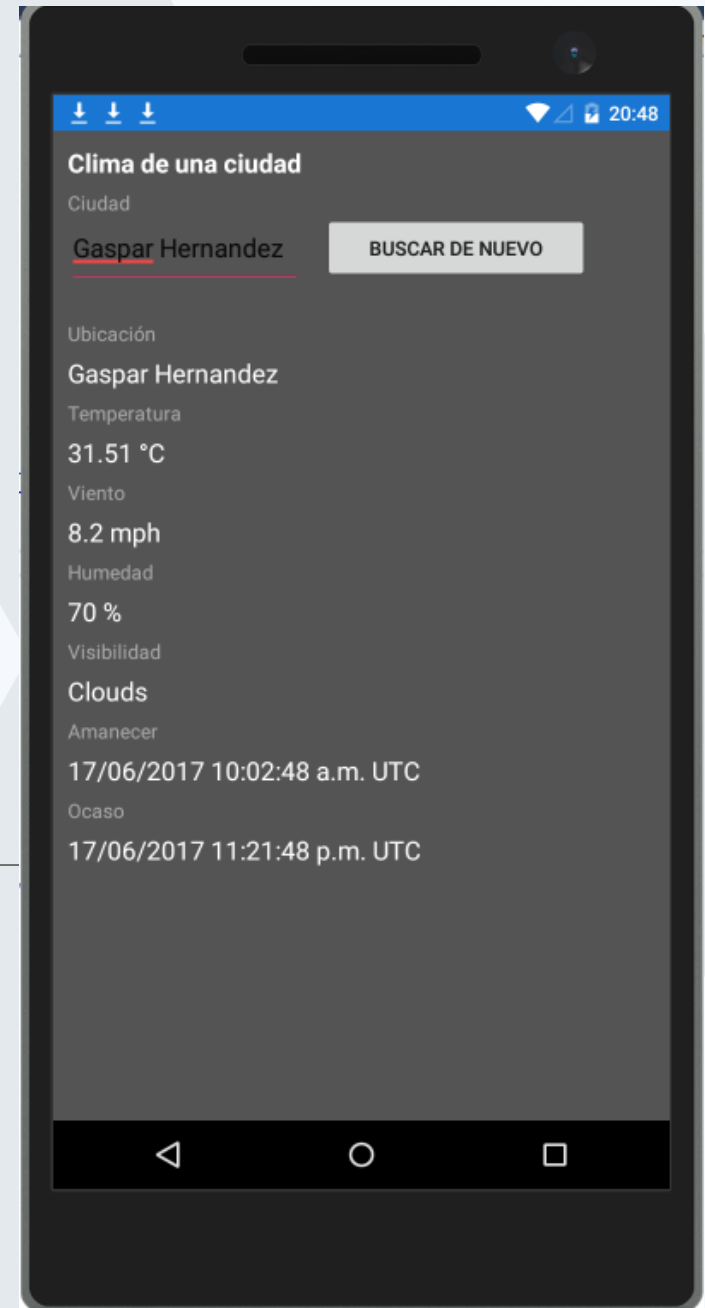 20:48
Clima de una ciudad
Ciudad
Gaspar Hernandez BUSCAR DE NUEVO
Ubicación
Gaspar Hernandez
Temperatura
31.51 °C
Viento
8.2 mph
Humedad
70 %
Visibilidad
Clouds
Amanecer
17/06/2017 10:02:48 a.m. UTC
Ocaso
17/06/2017 11:21:48 p.m. UTC